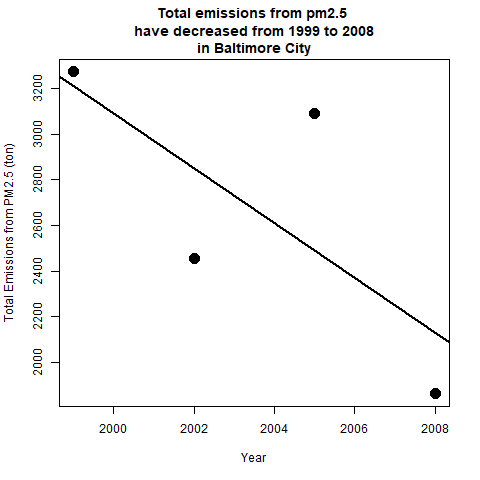 Total emissions from pm2.5
have decreased from 1999 to 2008
in Baltimore City
Total Emissions from PM2.5 (ton)
3200
3000
2800
2600
2400
2200
2000
2000 2002 2004 2006 2008
Year